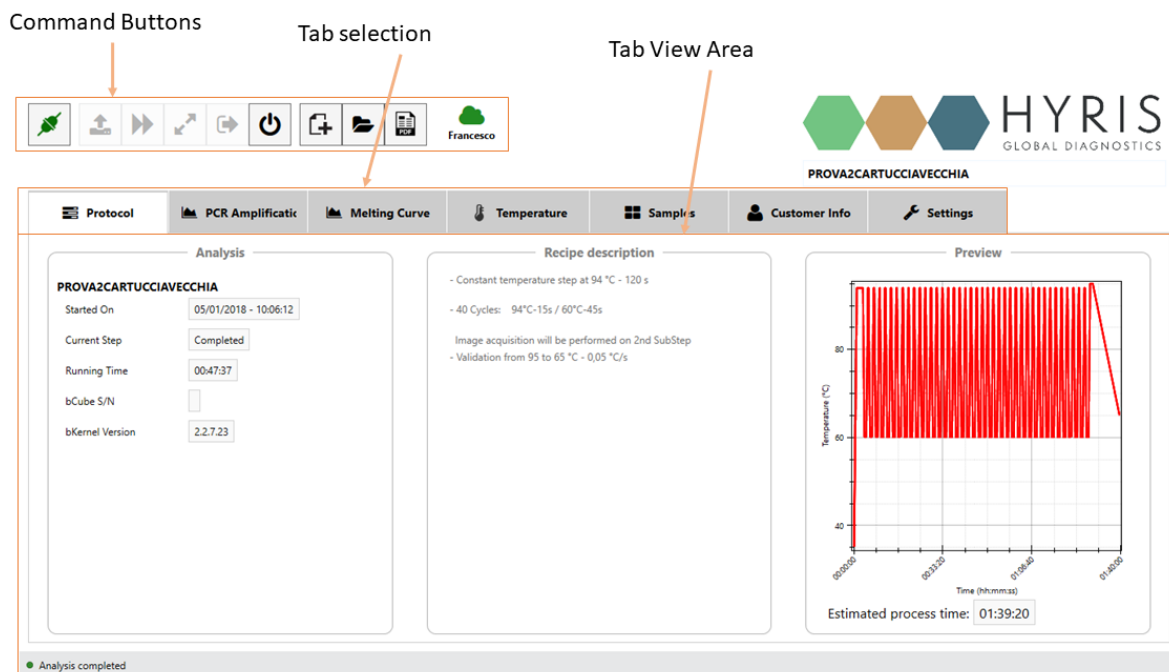 Command Buttons
Tab selection
Tab View Area
PDF
Francesco
HYRIS
GLOBAL DIAGNOSTICS
PROVA2CARTUCCIAVECCHIA
Protocol
PCR Amplificatic
Melting Curve
Temperature
Samples
Customer Info
Settings
Analysis
PROVA2CARTUCCIAVECCHIA
Started On 05/01/2018 - 10:06:12
Current Step Completed
Running Time 00:47:37
bCube S/N
bKernel Version 2.2.7.23
Recipe description
- Constant temperature step at 94 °C - 120 s
- 40 Cycles: 94°C-15s / 60°C-45s
Image acquisition will be performed on 2nd SubStep
- Validation from 95 to 65 °C - 0,05 °C/s
Preview
Temperature (°C)
80
60
40
00:00:00
00:33:20
01:06:40
01:40:00
Time (hh:mm:ss)
Estimated process time: 01:39:20
Analysis completed